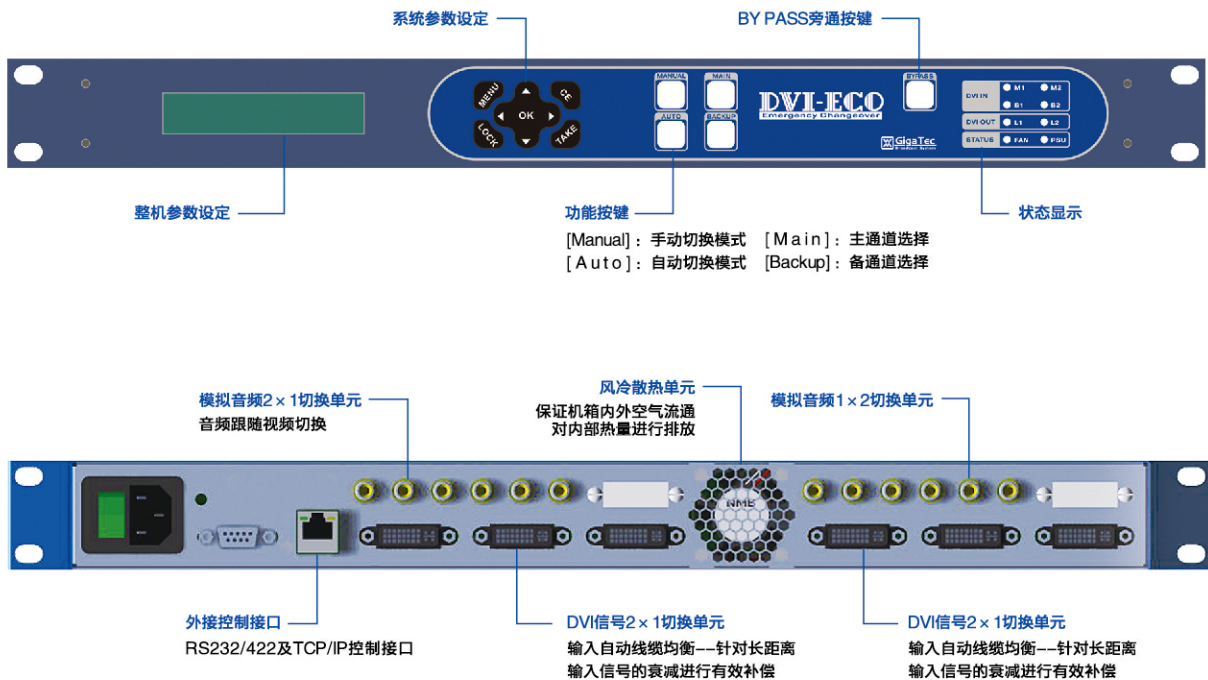 系统参数设定
BY PASS旁通按键
MENU
CE
OK
LOCK
TAKE
MANUAL
MAIN
AUTO
BACKUP
DVI-ECO
Emergency Changeover
BYPASS
GigaTec
Broadcast System
DVI IN
M1
M2
B1
B2
DVI OUT
L1
L2
STATUS
FAN
PSU
整机参数设定
功能按键
状态显示
[Manual]：手动切换模式 [Main]：主通道选择
[Auto]：自动切换模式 [Backup]：备通道选择
模拟音频2×1切换单元
音频跟随视频切换
风冷散热单元
保证机箱内外空气流通
对内部热量进行排放
模拟音频1×2切换单元
NMB
外接控制接口
RS232/422及TCP/IP控制接口
DVI信号2×1切换单元
输入自动线缆均衡--针对长距离
输入信号的衰减进行有效补偿
DVI信号2×1切换单元
输入自动线缆均衡--针对长距离
输入信号的衰减进行有效补偿